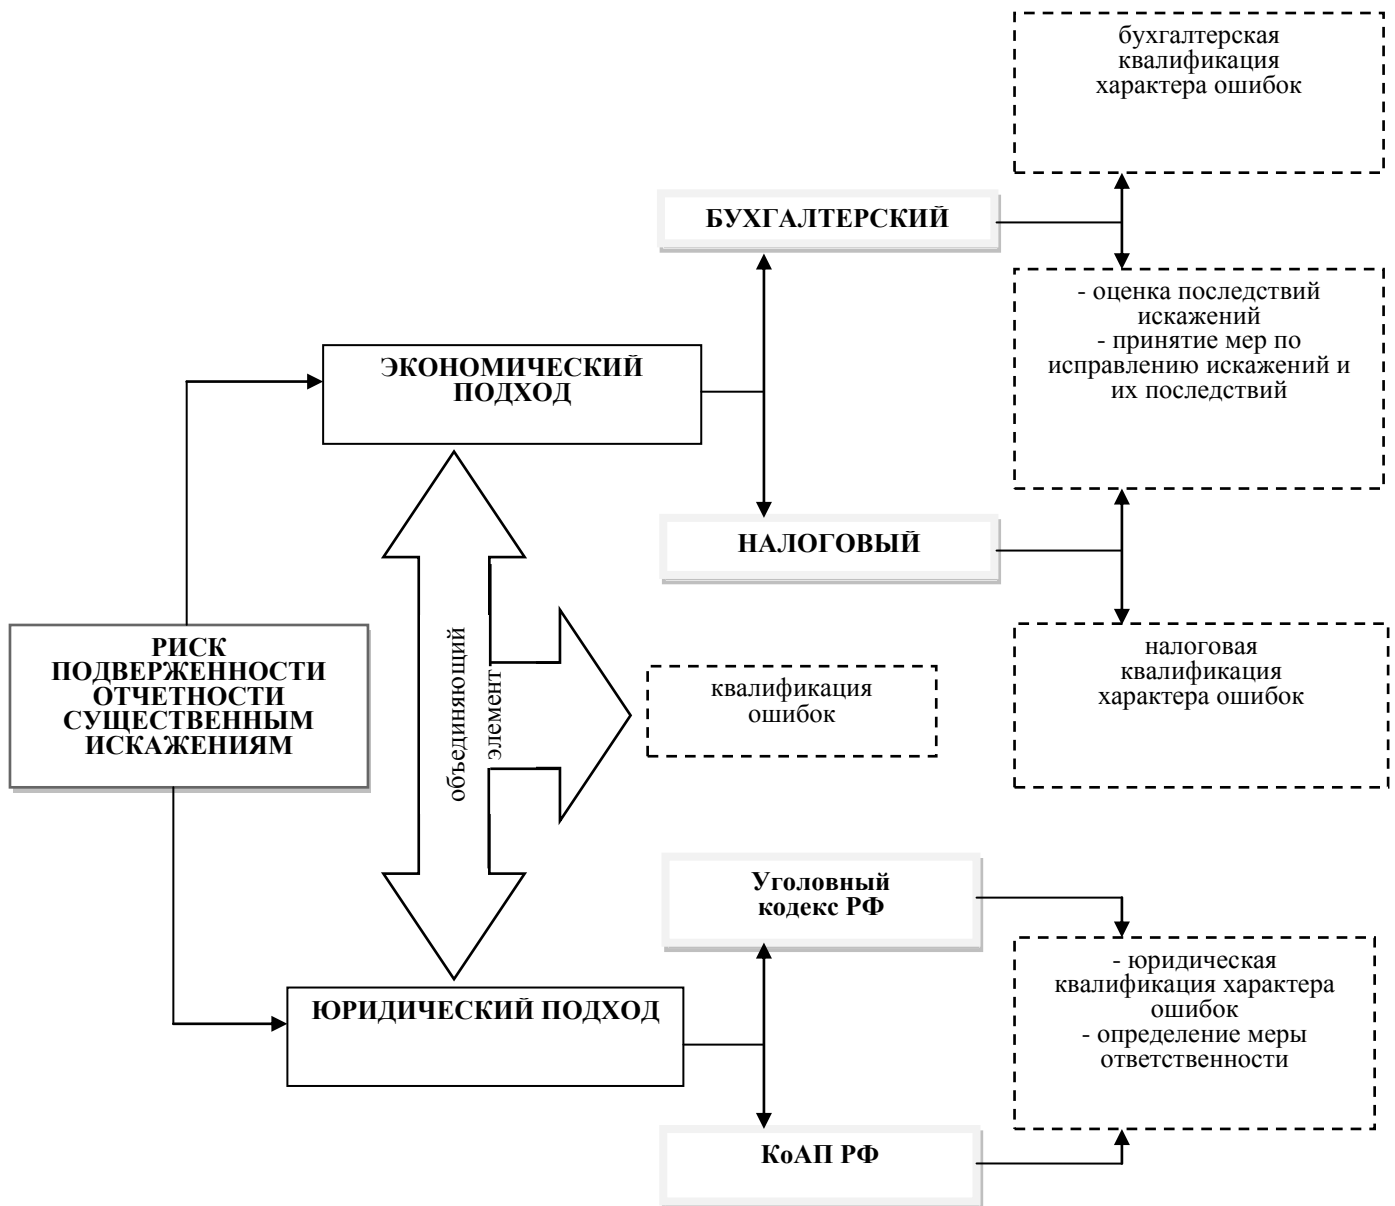 бухгалтерская
квалификация
характера ошибок
БУХГАЛТЕРСКИЙ
- оценка последствий
искажений
- принятие мер по
исправлению искажений и
их последствий
ЭКОНОМИЧЕСКИЙ
ПОДХОД
НАЛОГОВЫЙ
РИСК
ПОДВЕРЖЕННОСТИ
ОТЧЕТНОСТИ
СУЩЕСТВЕННЫМ
ИСКАЖЕНИЯМ
объединяющий
элемент
квалификация
ошибок
налоговая
квалификация
характера ошибок
Уголовный
кодекс РФ
ЮРИДИЧЕСКИЙ ПОДХОД
- юридическая
квалификация характера
ошибок
- определение меры
ответственности
КоАП РФ